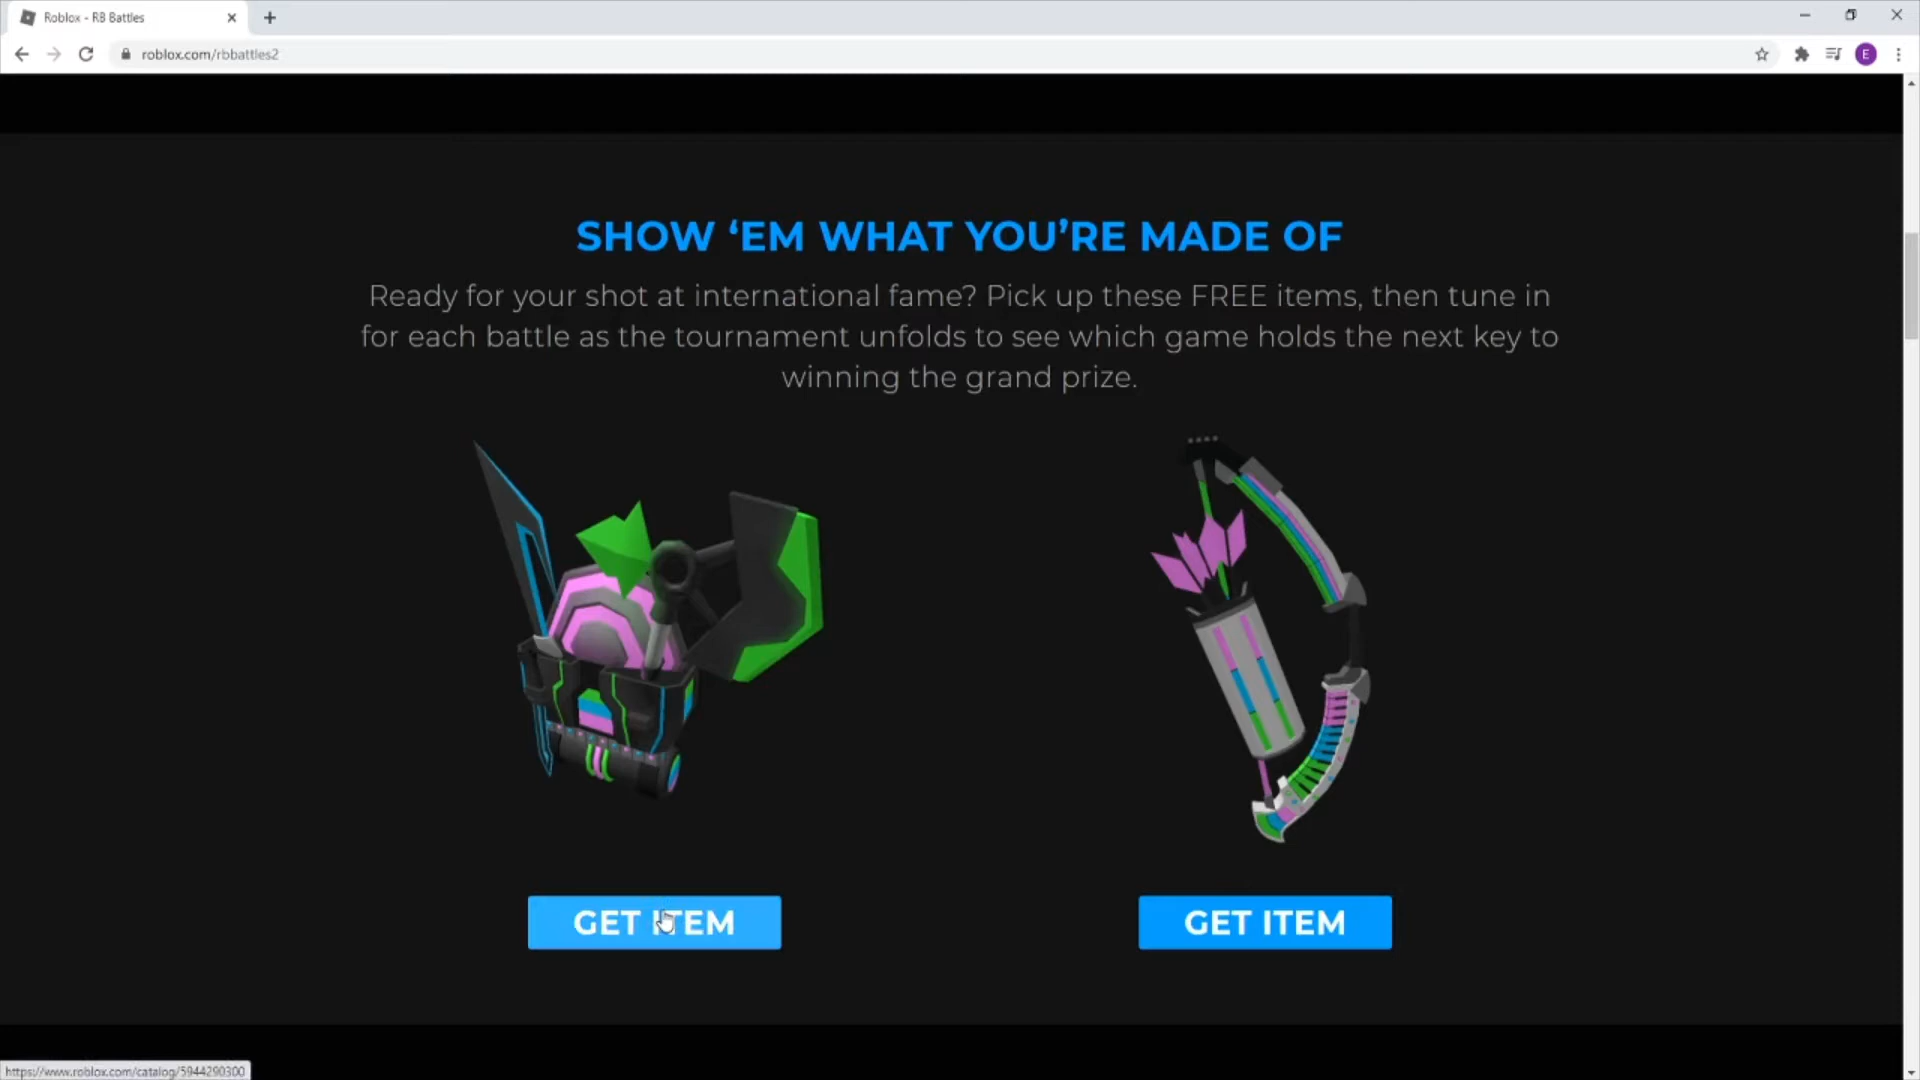 Roblox - RB Battles
roblox.com/rbbattles2
E
SHOW ‘EM WHAT YOU’RE MADE OF
Ready for your shot at international fame? Pick up these FREE items, then tune in
for each battle as the tournament unfolds to see which game holds the next key to
winning the grand prize.
GET ITEM
GET ITEM
https://www.roblox.com/catalog/5944290300